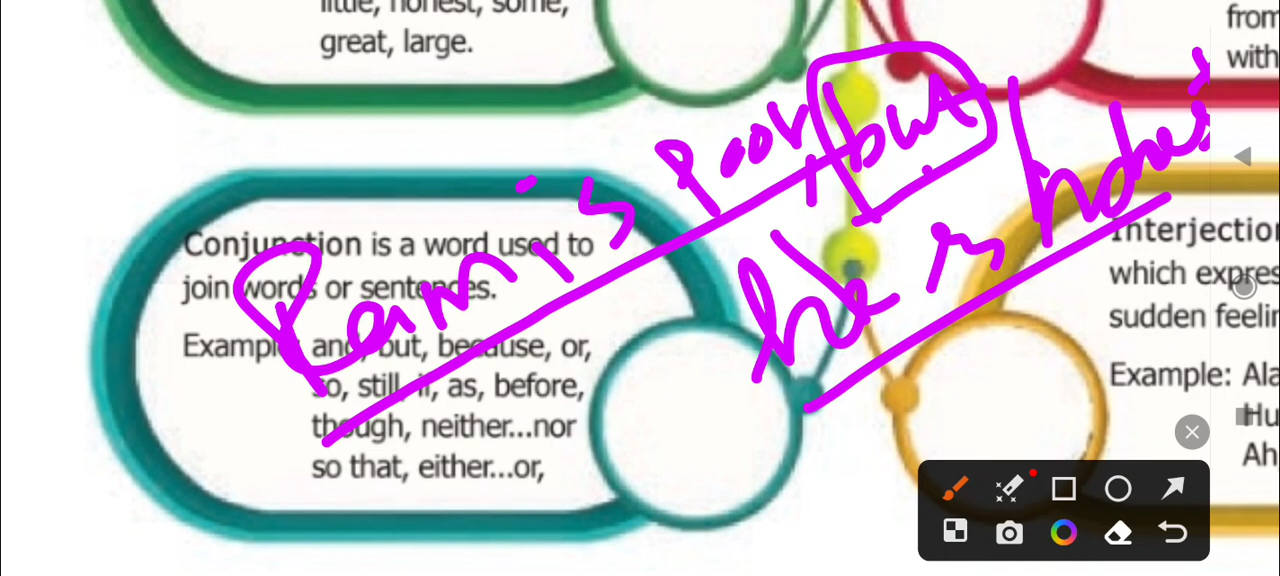 little, honest, some,
great, large.
from
with
Ram is poor but he is honest
Conjunction is a word used to
join words or sentences.
Example: and, but, because, or,
so, still, if, as, before,
though, neither...nor
so that, either...or,
Interjection
which expres
sudden feelin
Example: Ala
Hu
Ah